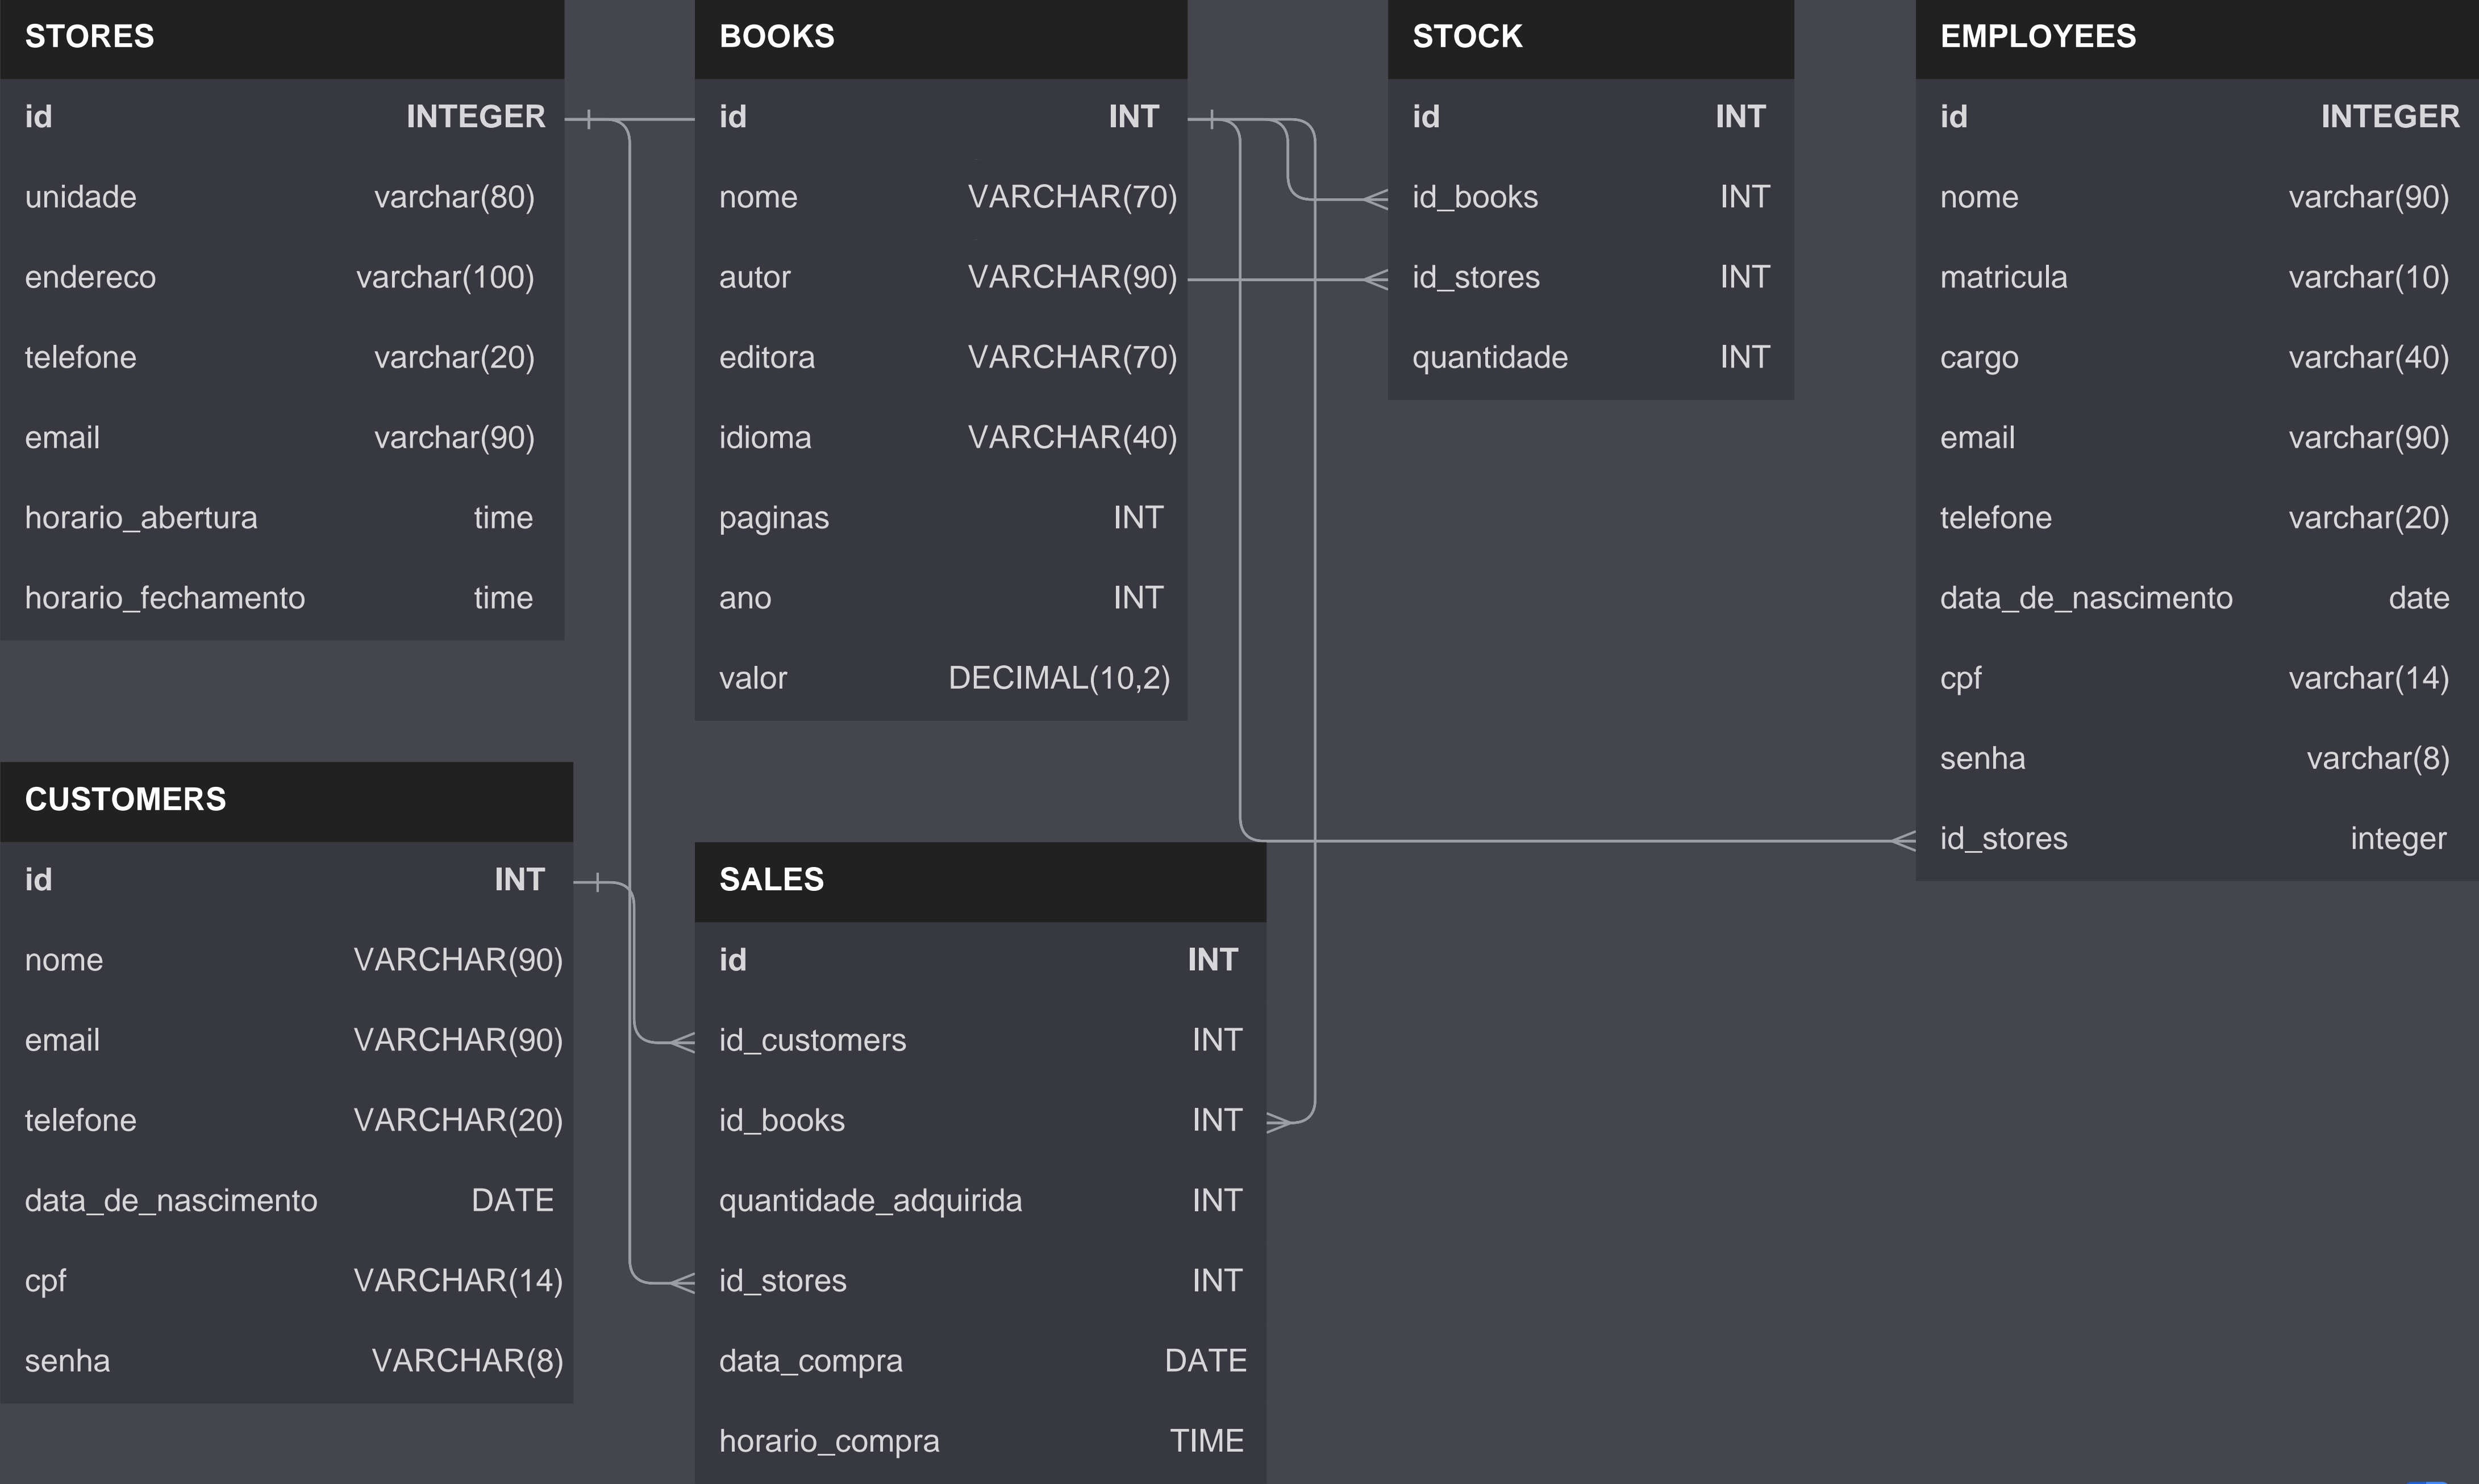 STORES
id INTEGER
unidade varchar(80)
endereco varchar(100)
telefone varchar(20)
email varchar(90)
horario_abertura time
horario_fechamento time
BOOKS
id INT
nome VARCHAR(70)
autor VARCHAR(90)
editora VARCHAR(70)
idioma VARCHAR(40)
paginas INT
ano INT
valor DECIMAL(10,2)
STOCK
id INT
id_books INT
id_stores INT
quantidade INT
EMPLOYEES
id INTEGER
nome varchar(90)
matricula varchar(10)
cargo varchar(40)
email varchar(90)
telefone varchar(20)
data_de_nascimento date
cpf varchar(14)
senha varchar(8)
id_stores integer
CUSTOMERS
id INT
nome VARCHAR(90)
email VARCHAR(90)
telefone VARCHAR(20)
data_de_nascimento DATE
cpf VARCHAR(14)
senha VARCHAR(8)
SALES
id INT
id_customers INT
id_books INT
quantidade_adquirida INT
id_stores INT
data_compra DATE
horario_compra TIME